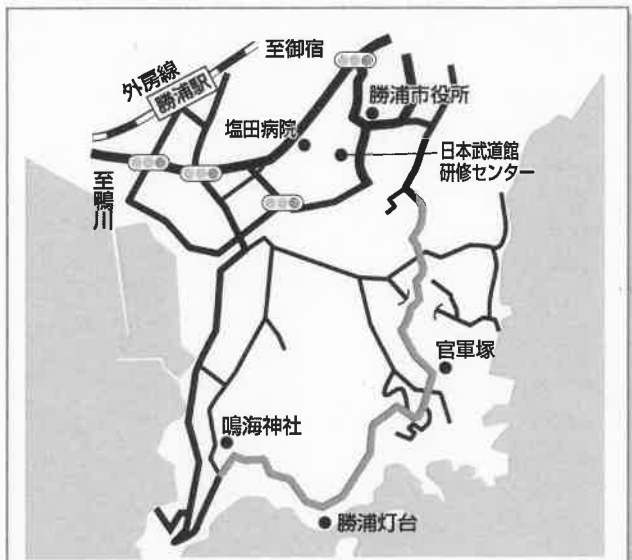 至御宿
外房線
勝浦駅
勝浦市役所
塩田病院
日本武道館
研修センター
至鴨川
官軍塚
鳴海神社
勝浦灯台